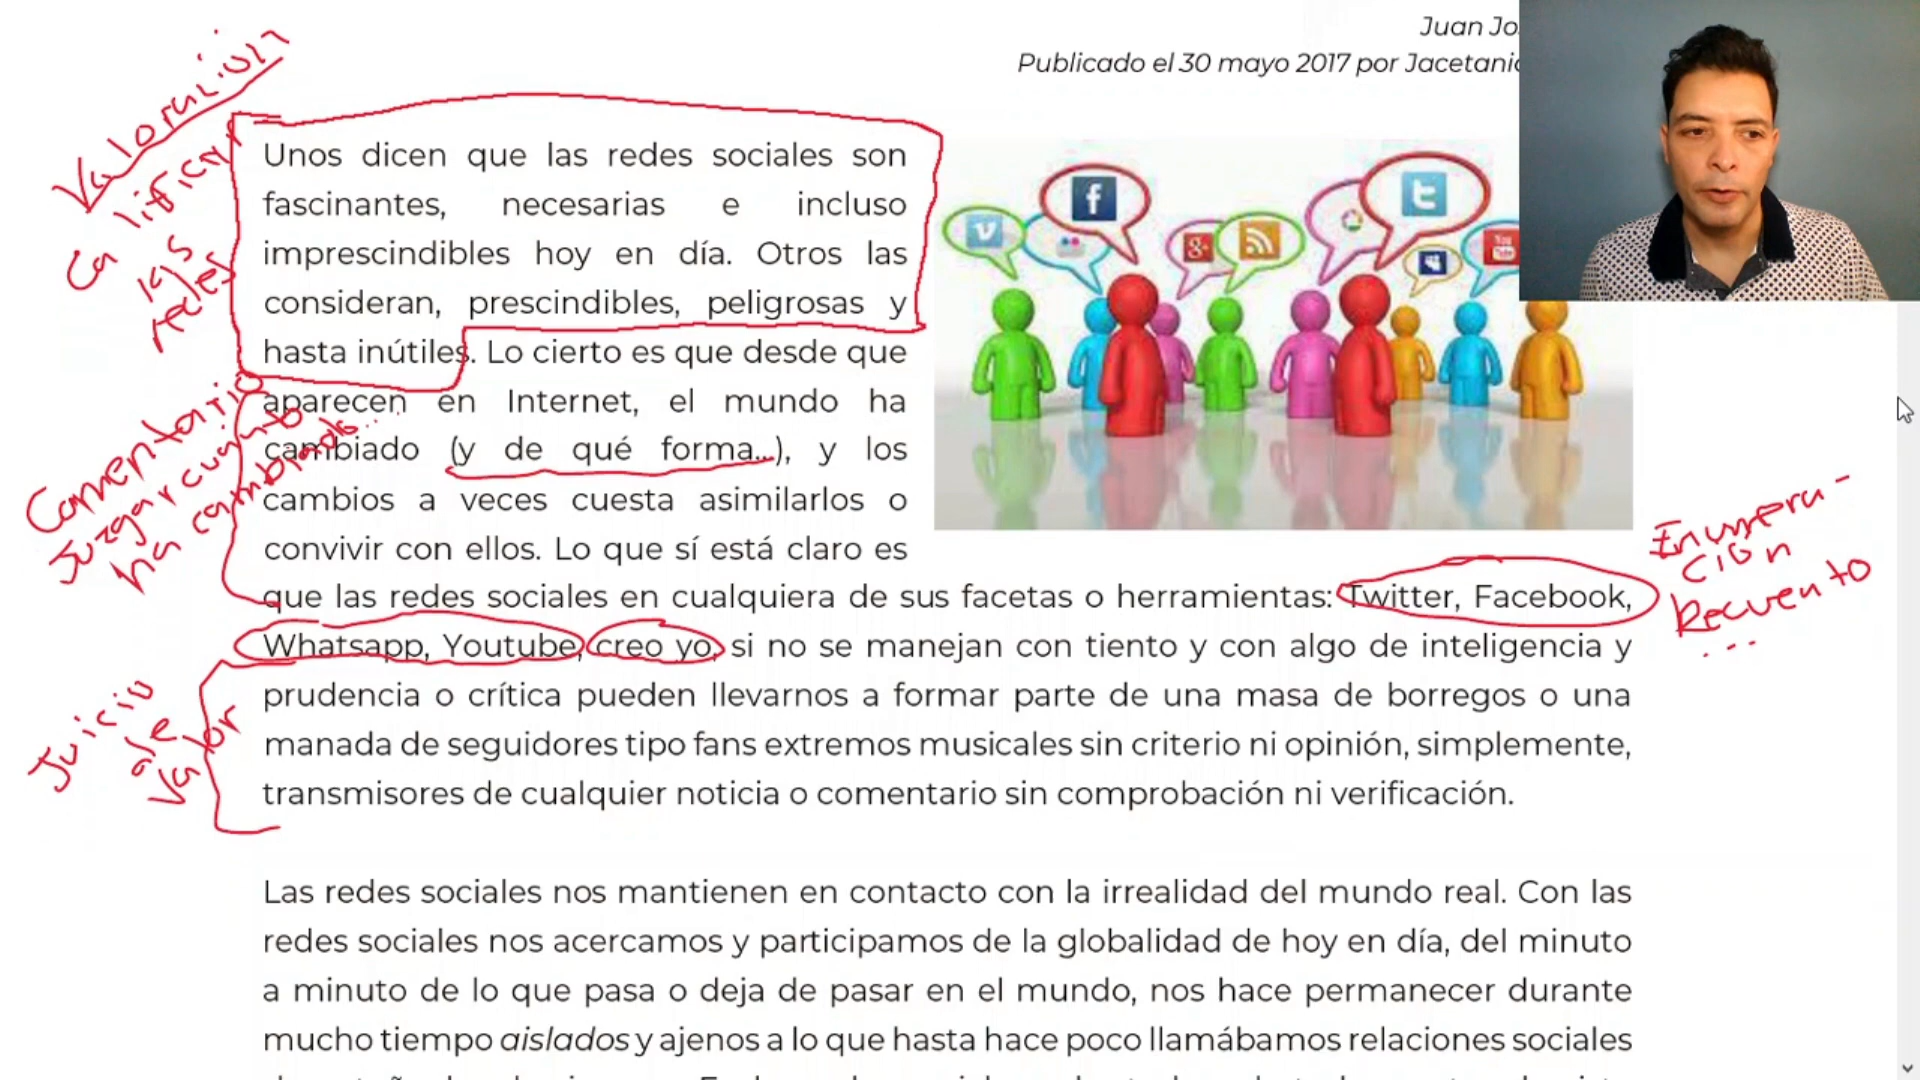 Juan Jo
Publicado el 30 mayo 2017 por Jacetania
Valoración
Calificar
las
redes
Unos dicen que las redes sociales son
fascinantes, necesarias e incluso
imprescindibles hoy en día. Otros las
consideran, prescindibles, peligrosas y
hasta inútiles. Lo cierto es que desde que
aparecen en Internet, el mundo ha
cambiado (y de qué forma...), y los
cambios a veces cuesta asimilarlos o
convivir con ellos. Lo que sí está claro es
que las redes sociales en cualquiera de sus facetas o herramientas: Twitter, Facebook,
Whatsapp, Youtube, creo yo, si no se manejan con tiento y con algo de inteligencia y
prudencia o crítica pueden llevarnos a formar parte de una masa de borregos o una
manada de seguidores tipo fans extremos musicales sin criterio ni opinión, simplemente,
transmisores de cualquier noticia o comentario sin comprobación ni verificación.
Comentario
Juzgar cuanto
ha cambiado...
Enumera-
ción
Recuento
...
Juicio
de
Valor
Las redes sociales nos mantienen en contacto con la irrealidad del mundo real. Con las
redes sociales nos acercamos y participamos de la globalidad de hoy en día, del minuto
a minuto de lo que pasa o deja de pasar en el mundo, nos hace permanecer durante
mucho tiempo aislados y ajenos a lo que hasta hace poco llamábamos relaciones sociales